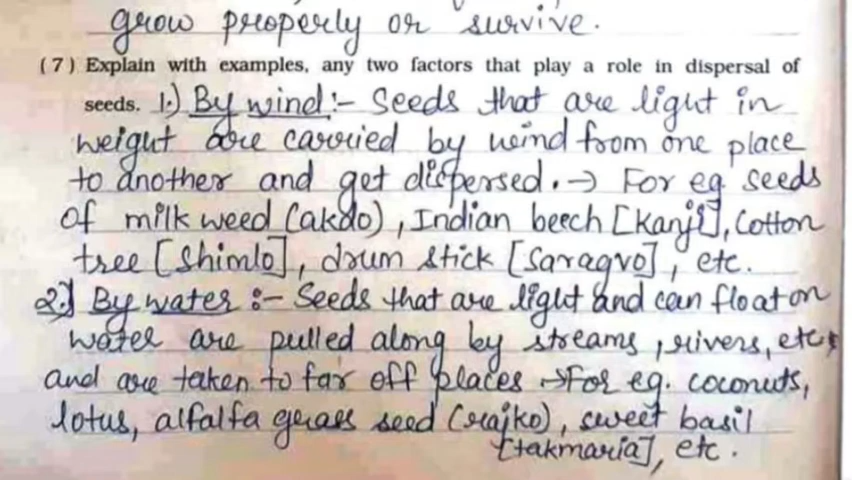 grow properly or survive.
(7) Explain with examples, any two factors that play a role in dispersal of
seeds. 1.) By wind :- Seeds that are light in
weight are carried by wind from one place
to another and get dispersed. → For eg. seeds
of milk weed (akdo), Indian beech [Kanji], Cotton
tree [Shimlo], drum stick [Saragvo], etc.
2.) By water :- Seeds that are light and can float on
water are pulled along by streams, rivers, etc,
and are taken to far off places → For eg. coconuts,
lotus, alfalfa grass seed (rajko), sweet basil
[takmaria], etc.